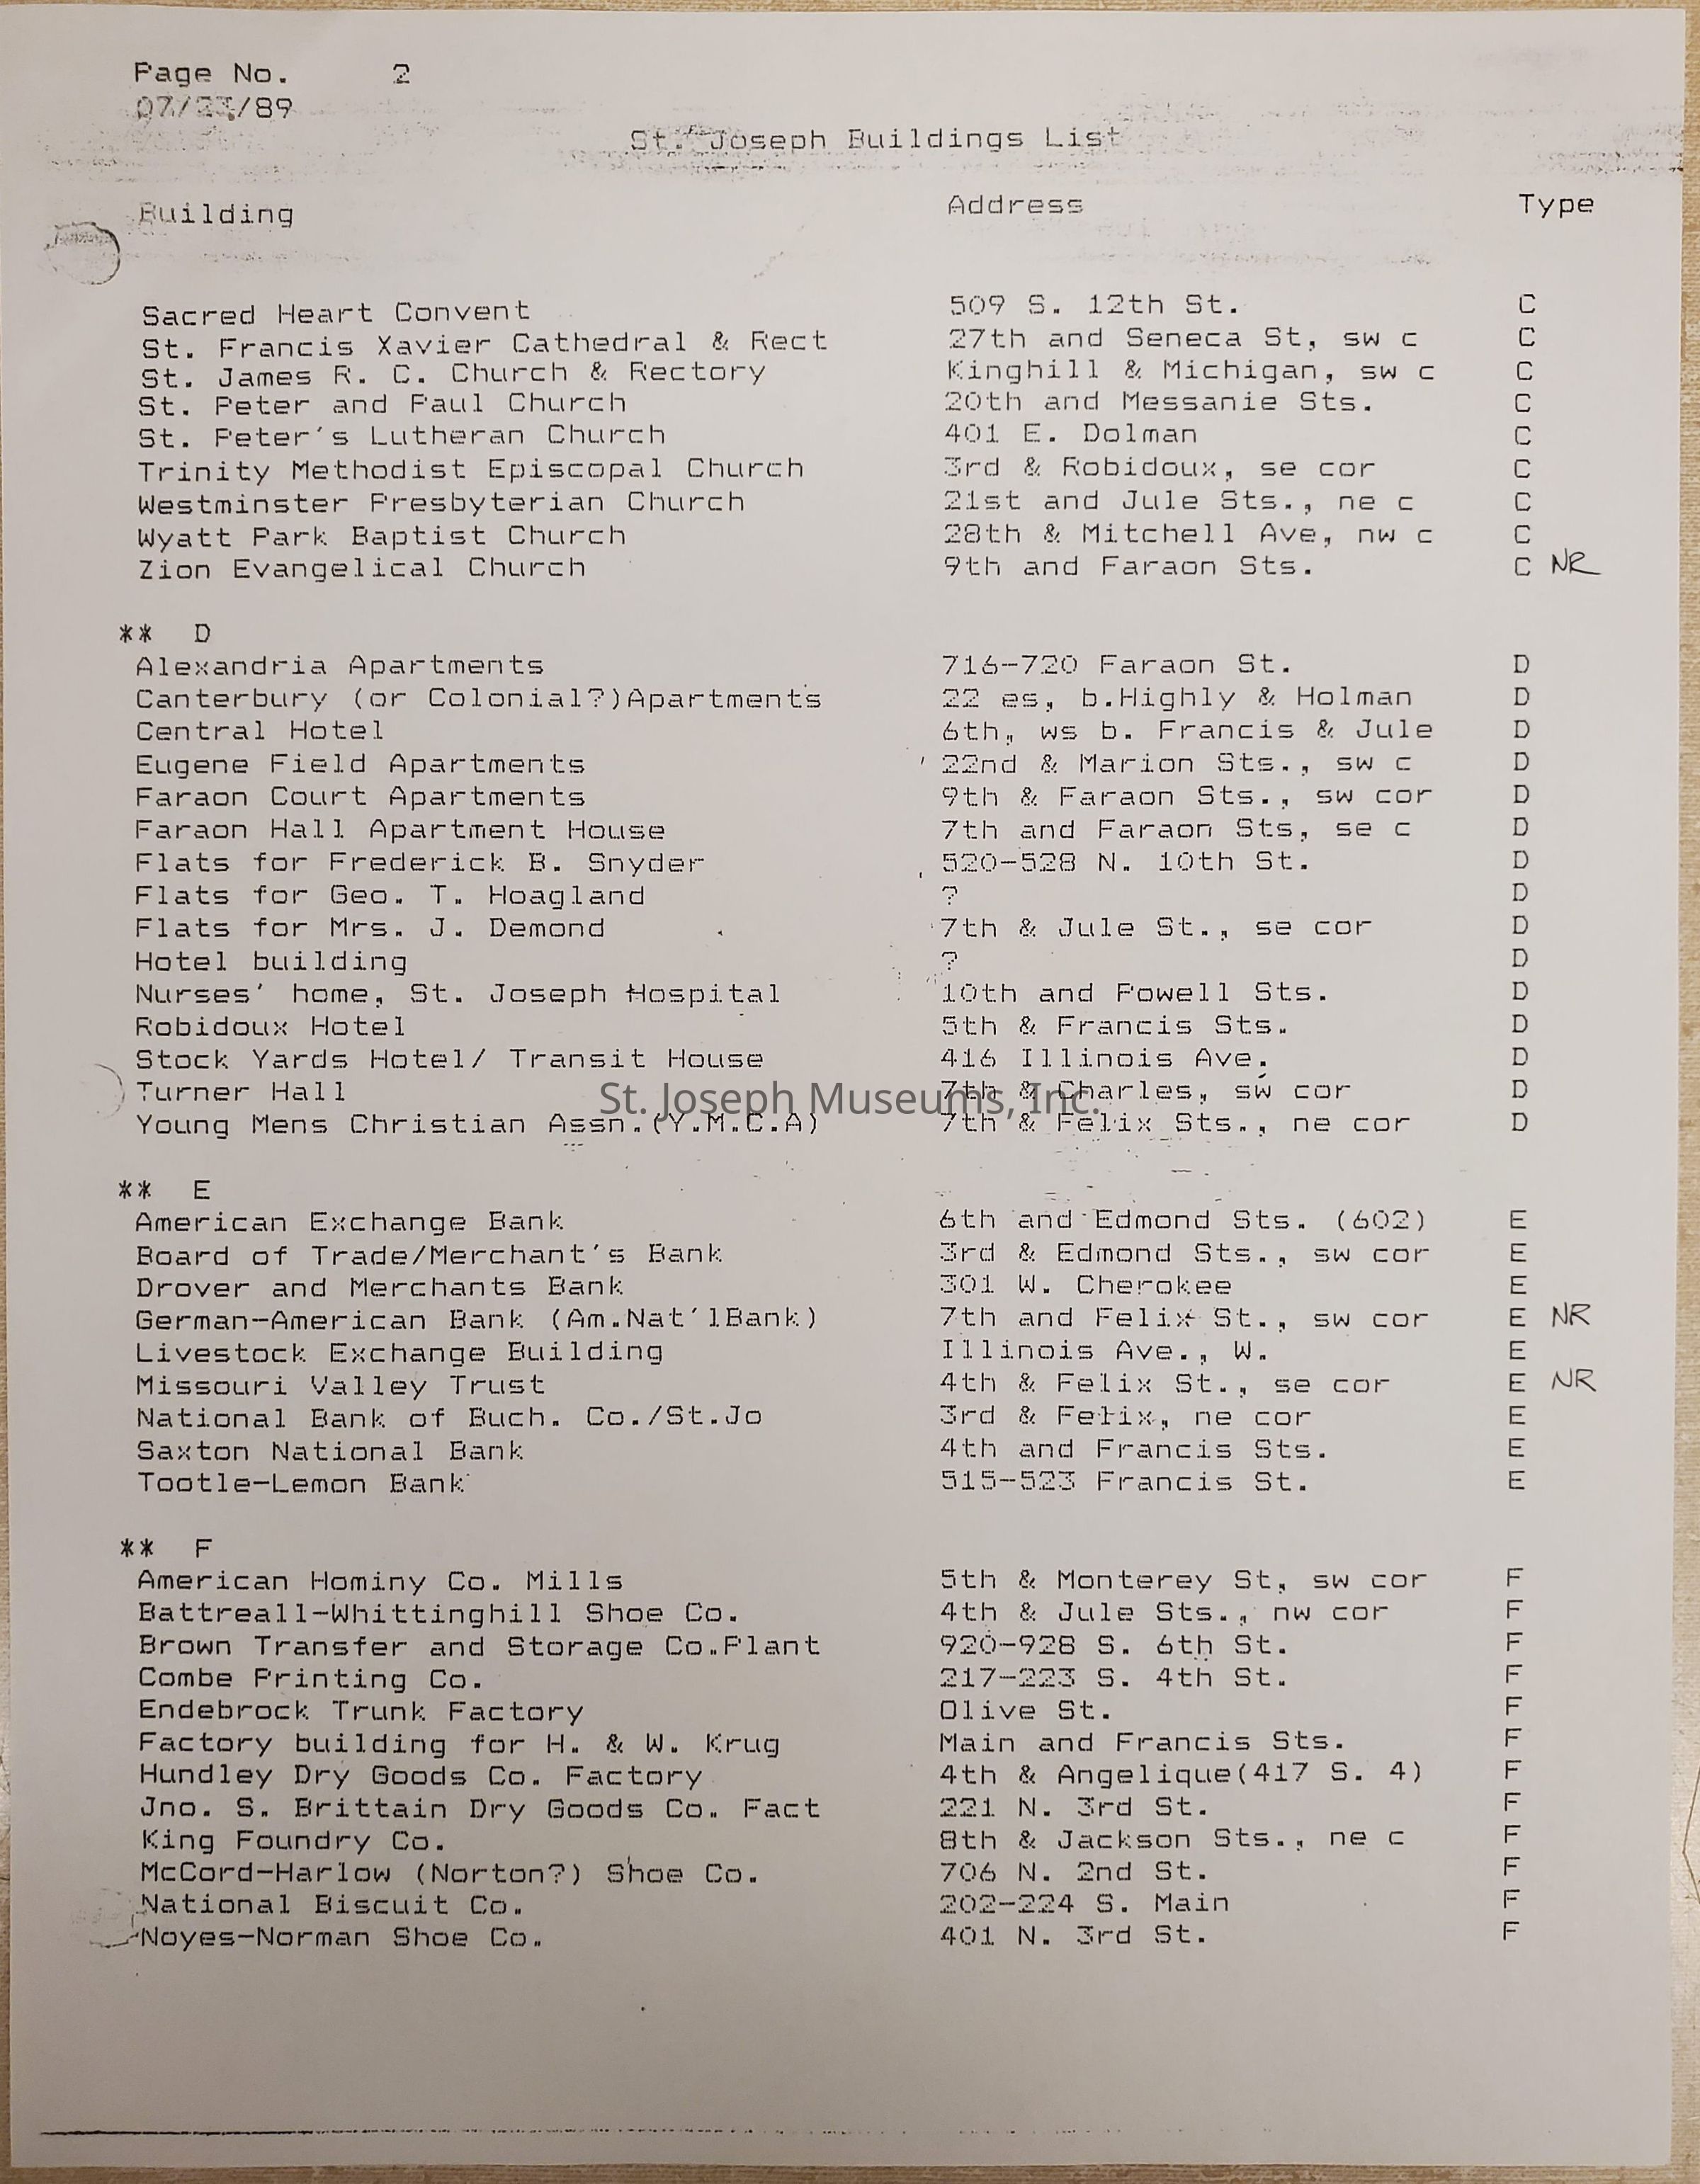 Page No. 2
07/23/89
St. Joseph Buildings List
Building Address Type
Sacred Heart Convent 509 S. 12th St. C
St. Francis Xavier Cathedral & Rect 27th and Seneca St, sw c C
St. James R. C. Church & Rectory Kinghill & Michigan, sw c C
St. Peter and Paul Church 20th and Messanie Sts. C
St. Peter's Lutheran Church 401 E. Dolman C
Trinity Methodist Episcopal Church 3rd & Robidoux, se cor C
Westminster Presbyterian Church 21st and Jule Sts., ne c C
Wyatt Park Baptist Church 28th & Mitchell Ave, nw c C
Zion Evangelical Church 9th and Faraon Sts. C NR
** D
Alexandria Apartments 716-720 Faraon St. D
Canterbury (or Colonial?)Apartments 22 es, b.Highly & Holman D
Central Hotel 6th, ws b. Francis & Jule D
Eugene Field Apartments 22nd & Marion Sts., sw c D
Faraon Court Apartments 9th & Faraon Sts., sw cor D
Faraon Hall Apartment House 7th and Faraon Sts, se c D
Flats for Frederick B. Snyder 520-528 N. 10th St. D
Flats for Geo. T. Hoagland ? D
Flats for Mrs. J. Demond 7th & Jule St., se cor D
Hotel building ? D
Nurses' home, St. Joseph Hospital 10th and Powell Sts. D
Robidoux Hotel 5th & Francis Sts. D
Stock Yards Hotel/ Transit House 416 Illinois Ave. D
Turner Hall 7th & Charles, sw cor D
St. Joseph Museums, Inc.
Young Mens Christian Assn.(Y.M.C.A) 7th & Felix Sts., ne cor D
** E
American Exchange Bank 6th and Edmond Sts. (602) E
Board of Trade/Merchant's Bank 3rd & Edmond Sts., sw cor E
Drover and Merchants Bank 301 W. Cherokee E
German-American Bank (Am.Nat'lBank) 7th and Felix St., sw cor E NR
Livestock Exchange Building Illinois Ave., W. E
Missouri Valley Trust 4th & Felix St., se cor E NR
National Bank of Buch. Co./St.Jo 3rd & Felix, ne cor E
Saxton National Bank 4th and Francis Sts. E
Tootle-Lemon Bank 515-523 Francis St. E
** F
American Hominy Co. Mills 5th & Monterey St, sw cor F
Battreall-Whittinghill Shoe Co. 4th & Jule Sts., nw cor F
Brown Transfer and Storage Co.Plant 920-928 S. 6th St. F
Combe Printing Co. 217-223 S. 4th St. F
Endebrock Trunk Factory Olive St. F
Factory building for H. & W. Krug Main and Francis Sts. F
Hundley Dry Goods Co. Factory 4th & Angelique(417 S. 4) F
Jno. S. Brittain Dry Goods Co. Fact 221 N. 3rd St. F
King Foundry Co. 8th & Jackson Sts., ne c F
McCord-Harlow (Norton?) Shoe Co. 706 N. 2nd St. F
National Biscuit Co. 202-224 S. Main F
Noyes-Norman Shoe Co. 401 N. 3rd St. F